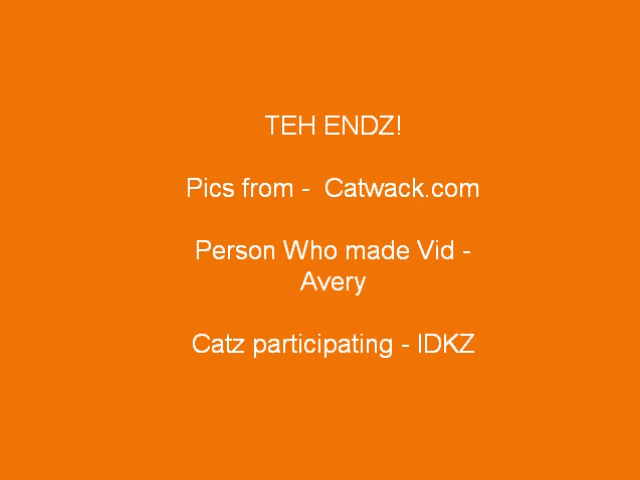 TEH ENDZ!
Pics from -  Catwack.com
Person Who made Vid -
Avery
Catz participating - IDKZ